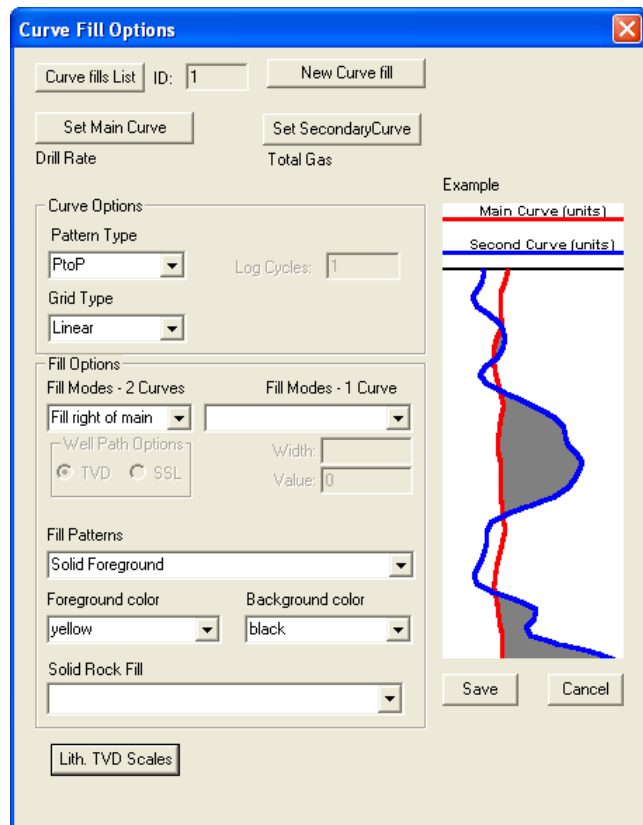 Curve Fill Options
Curve fills List ID: 1 New Curve fill
Set Main Curve Set SecondaryCurve
Drill Rate Total Gas
Example
Main Curve (units)
Second Curve (units)
Curve Options
Pattern Type
PtoP Log Cycles: 1
Grid Type
Linear
Fill Options
Fill Modes - 2 Curves Fill Modes - 1 Curve
Fill right of main
Well Path Options Width:
TVD SSL Value: 0
Fill Patterns
Solid Foreground
Foreground color Background color
yellow black
Solid Rock Fill
Save Cancel
Lith. TVD Scales